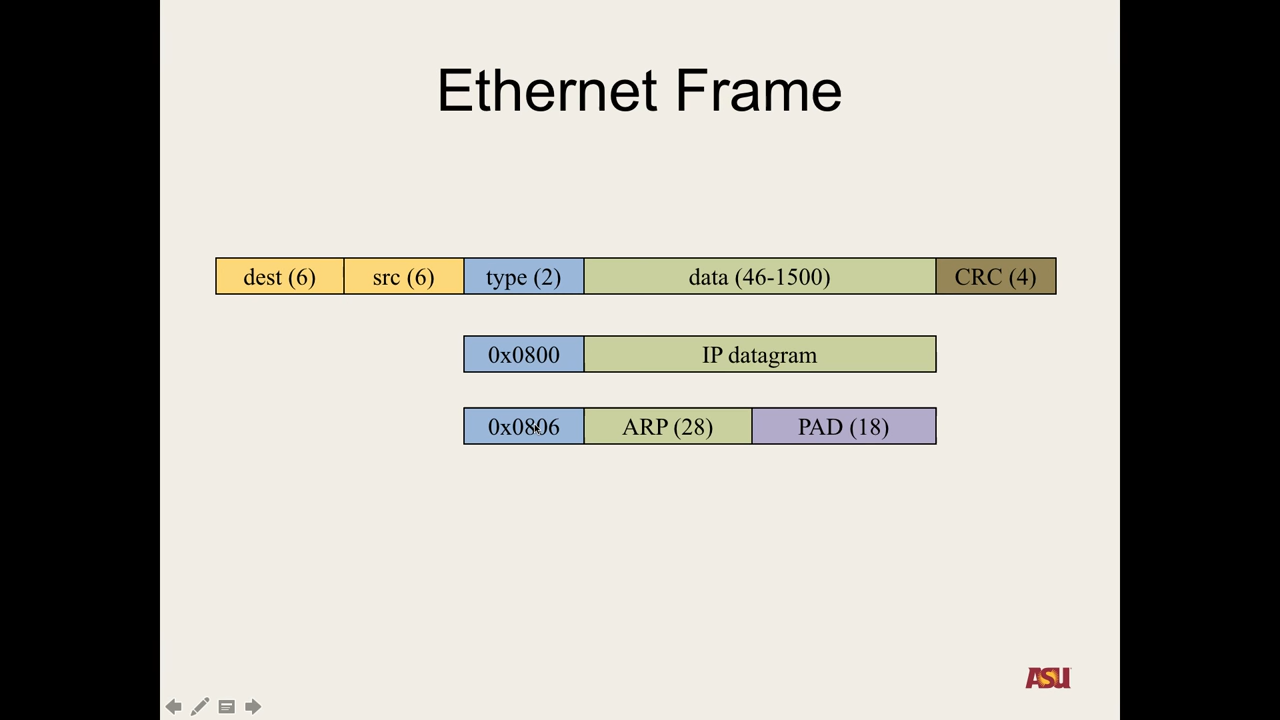 Ethernet Frame
dest (6) src (6) type (2) data (46-1500) CRC (4)
0x0800 IP datagram
0x0806 ARP (28) PAD (18)
ASU